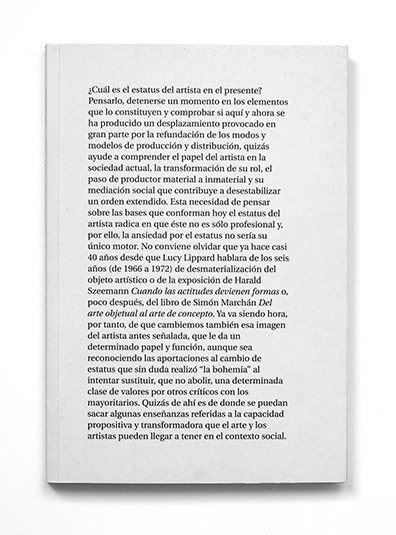 ¿Cuál es el estatus del artista en el presente?
Pensarlo, detenerse un momento en los elementos
que lo constituyen y comprobar si aquí y ahora se
ha producido un desplazamiento provocado en
gran parte por la refundación de los modos y
modelos de producción y distribución, quizás
ayude a comprender el papel del artista en la
sociedad actual, la transformación de su rol, el
paso de productor material a inmaterial y su
mediación social que contribuye a desestabilizar
un orden extendido. Esta necesidad de pensar
sobre las bases que conforman hoy el estatus del
artista radica en que éste no es sólo profesional y,
por ello, la ansiedad por el estatus no sería su
único motor. No conviene olvidar que ya hace casi
40 años desde que Lucy Lippard hablara de los seis
años (de 1966 a 1972) de desmaterialización del
objeto artístico o de la exposición de Harald
Szeemann Cuando las actitudes devienen formas o,
poco después, del libro de Simón Marchán Del
arte objetual al arte de concepto. Ya va siendo hora,
por tanto, de que cambiemos también esa imagen
del artista antes señalada, que le da un
determinado papel y función, aunque sea
reconociendo las aportaciones al cambio de
estatus que sin duda realizó “la bohemia” al
intentar sustituir, que no abolir, una determinada
clase de valores por otros críticos con los
mayoritarios. Quizás de ahí es de donde se puedan
sacar algunas enseñanzas referidas a la capacidad
propositiva y transformadora que el arte y los
artistas pueden llegar a tener en el contexto social.